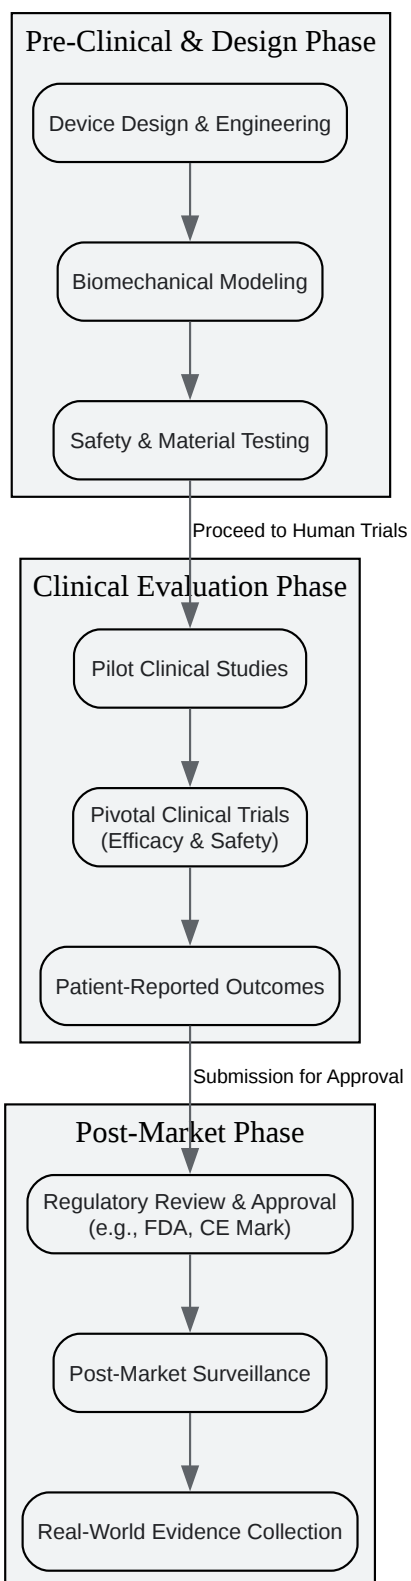 Pre-Clinical & Design Phase
Device Design & Engineering
Biomechanical Modeling
Safety & Material Testing
Proceed to Human Trials
Clinical Evaluation Phase
Pilot Clinical Studies
Pivotal Clinical Trials
(Efficacy & Safety)
Patient-Reported Outcomes
Submission for Approval
Post-Market Phase
Regulatory Review & Approval
(e.g., FDA, CE Mark)
Post-Market Surveillance
Real-World Evidence Collection